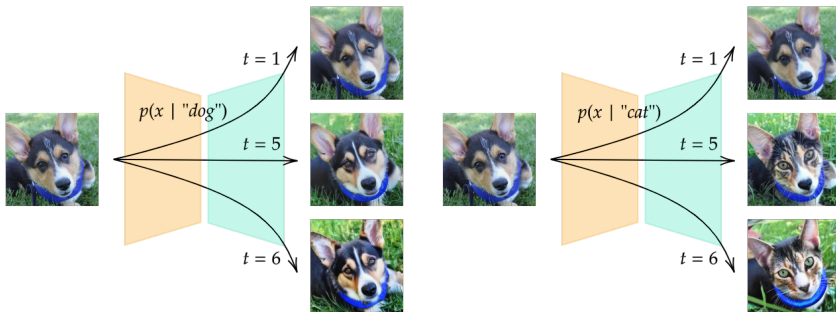 t = 1
p(x | "dog")
t = 5
t = 6
t = 1
p(x | "cat")
t = 5
t = 6